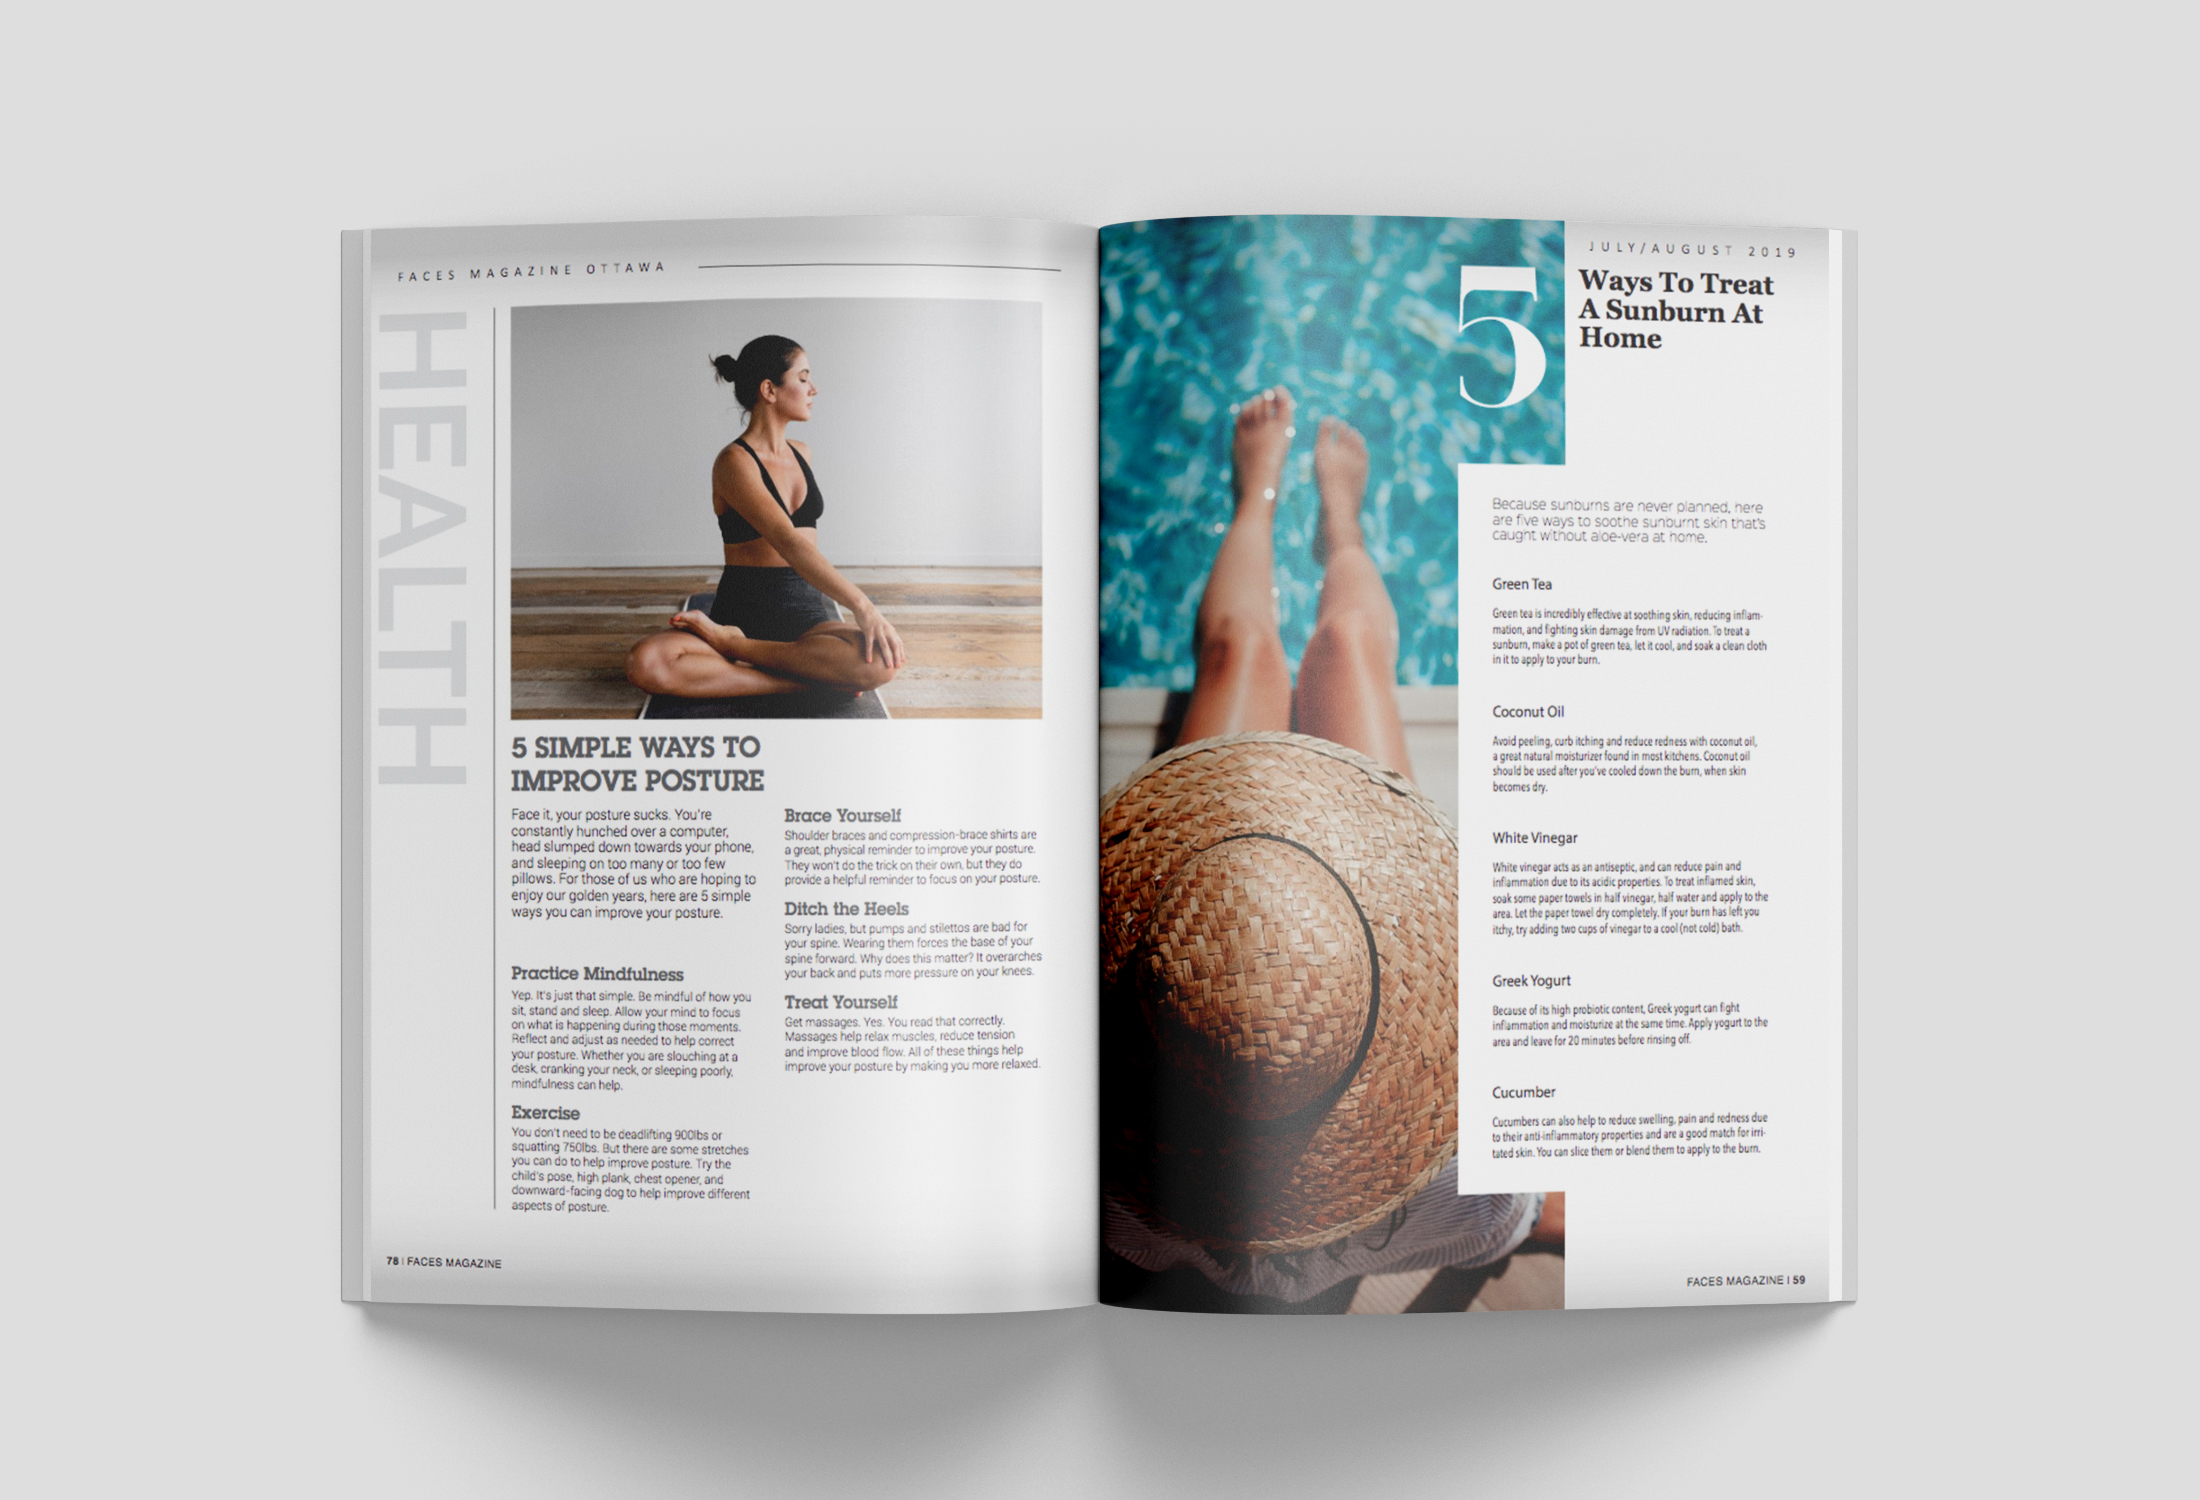 FACES MAGAZINE OTTAWA
HEALTH
5 SIMPLE WAYS TO
IMPROVE POSTURE
Face it, your posture sucks. You're
constantly hunched over a computer,
head slumped down towards your phone,
and sleeping on too many or too few
pillows. For those of us who are hoping to
enjoy our golden years, here are 5 simple
ways you can improve your posture.
Practice Mindfulness
Yep. It's just that simple. Be mindful of how you
sit, stand and sleep. Allow your mind to focus
on what is happening during those moments.
Reflect and adjust as needed to help correct
your posture. Whether you are slouching at a
desk, cranking your neck, or sleeping poorly,
mindfulness can help.
Exercise
You don't need to be deadlifting 900lbs or
squatting 750lbs. But there are some stretches
you can do to help improve posture. Try the
child's pose, high plank, chest opener, and
downward-facing dog to help improve different
aspects of posture.
Brace Yourself
Shoulder braces and compression-brace shirts are
a great, physical reminder to improve your posture.
They won't do the trick on their own, but they do
provide a helpful reminder to focus on your posture.
Ditch the Heels
Sorry ladies, but pumps and stilettos are bad for
your spine. Wearing them forces the base of your
spine forward. Why does this matter? It overarches
your back and puts more pressure on your knees.
Treat Yourself
Get massages. Yes. You read that correctly.
Massages help relax muscles, reduce tension
and improve blood flow. All of these things help
improve your posture by making you more relaxed.
78 | FACES MAGAZINE
JULY/AUGUST 2019
5
Ways To Treat
A Sunburn At
Home
Because sunburns are never planned, here
are five ways to soothe sunburnt skin that's
caught without aloe-vera at home.
Green Tea
Green tea is incredibly effective at soothing skin, reducing inflam-
mation, and fighting skin damage from UV radiation. To treat a
sunburn, make a pot of green tea, let it cool, and soak a clean cloth
in it to apply to your burn.
Coconut Oil
Avoid peeling, curb itching and reduce redness with coconut oil,
a great natural moisturizer found in most kitchens. Coconut oil
should be used after you've cooled down the burn, when skin
becomes dry.
White Vinegar
White vinegar acts as an antiseptic, and can reduce pain and
inflammation due to its acidic properties. To treat inflamed skin,
soak some paper towels in half vinegar, half water and apply to the
area. Let the paper towel dry completely. If your burn has left you
itchy, try adding two cups of vinegar to a cool (not cold) bath.
Greek Yogurt
Because of its high probiotic content, Greek yogurt can fight
inflammation and moisturize at the same time. Apply yogurt to the
area and leave for 20 minutes before rinsing off.
Cucumber
Cucumbers can also help to reduce swelling, pain and redness due
to their anti-inflammatory properties and are a good match for irri-
tated skin. You can slice them or blend them to apply to the burn.
FACES MAGAZINE | 59